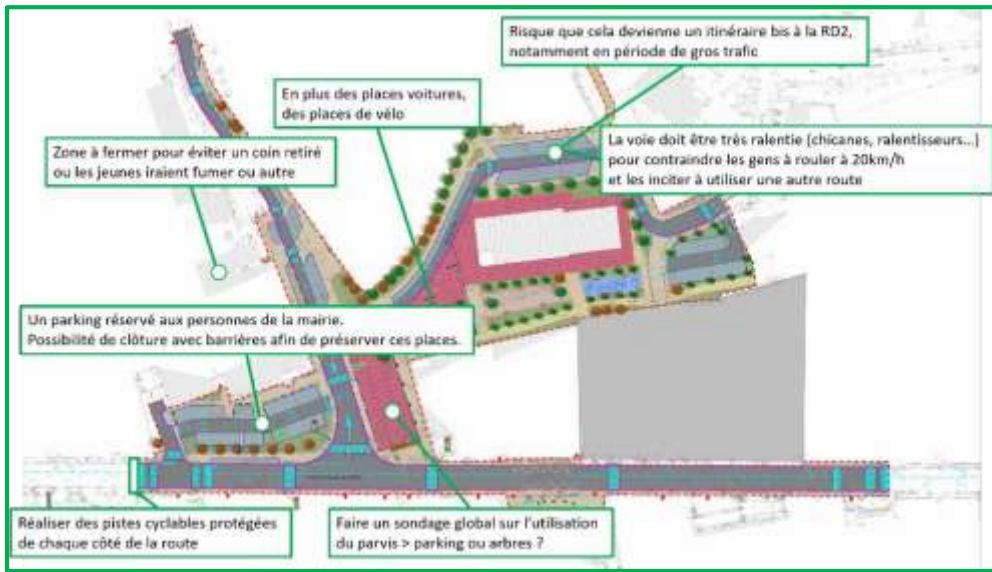 Risque que cela devienne un itinéraire bis à la RD2,
notamment en période de gros trafic
En plus des places voitures,
des places de vélo
La voie doit être très ralentie (chicanes, ralentisseurs...)
pour contraindre les gens à rouler à 20km/h
et les inciter à utiliser une autre route
Zone à fermer pour éviter un coin retiré
ou les jeunes iraient fumer ou autre
Un parking réservé aux personnes de la mairie.
Possibilité de clôture avec barrières afin de préserver ces places.
Réaliser des pistes cyclables protégées
de chaque côté de la route
Faire un sondage global sur l'utilisation
du parvis > parking ou arbres ?